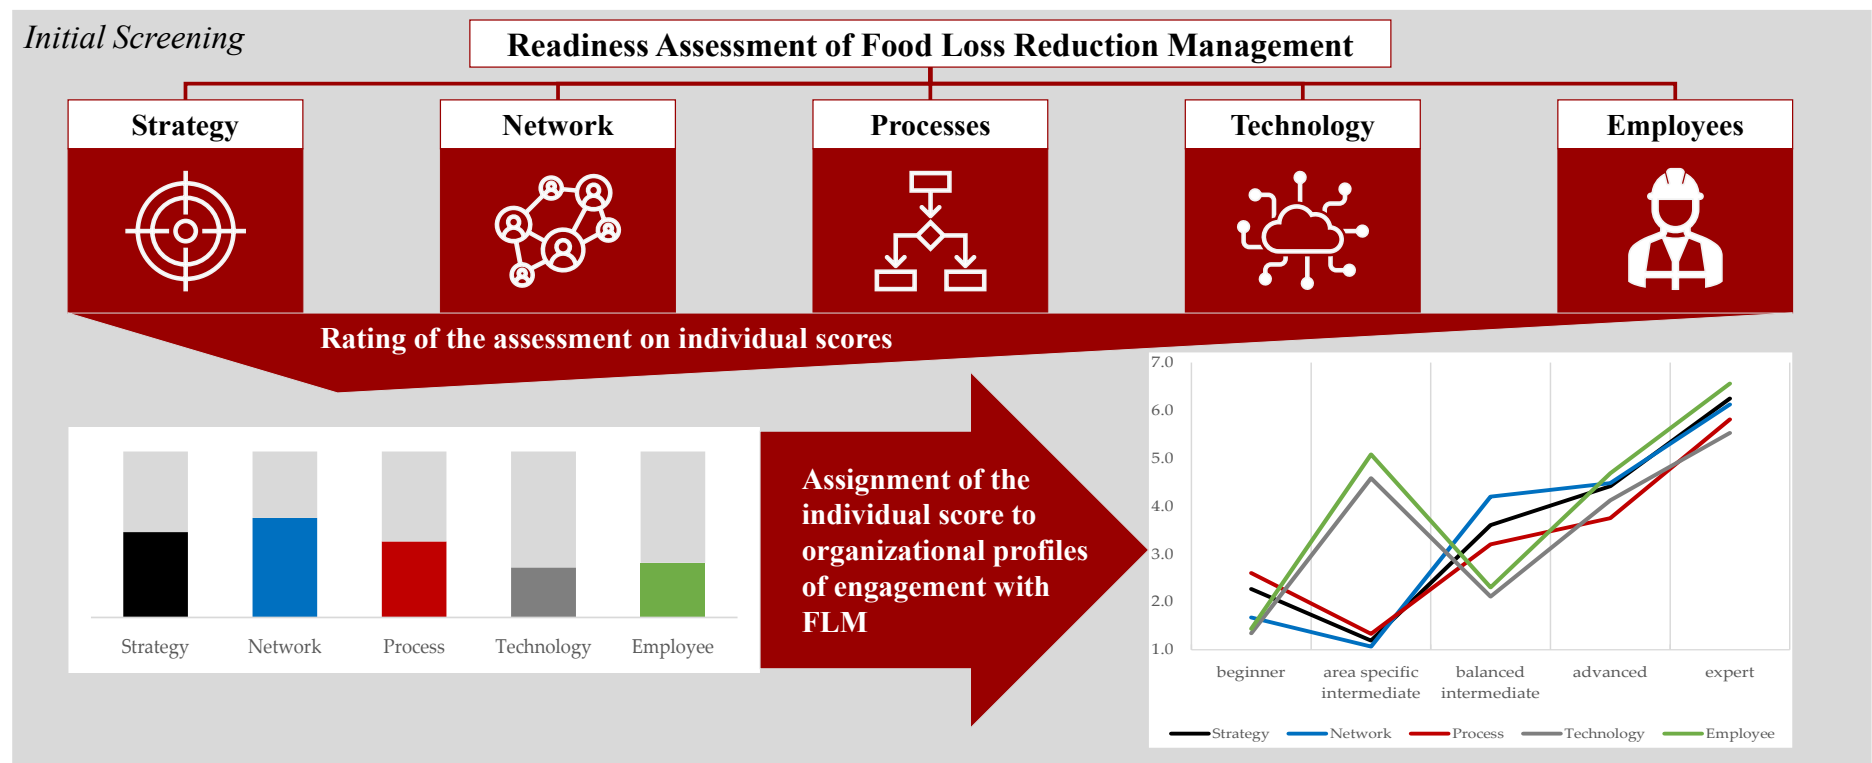 Initial Screening
Readiness Assessment of Food Loss Reduction Management
Strategy
Network
Processes
Technology
Employees
Rating of the assessment on individual scores
Strategy
Network
Process
Technology
Employee
Assignment of the
individual score to
organizational profiles
of engagement with
FLM
7.0
6.0
5.0
4.0
3.0
2.0
1.0
beginner
area specific
intermediate
balanced
intermediate
advanced
expert
Strategy
Network
Process
Technology
Employee